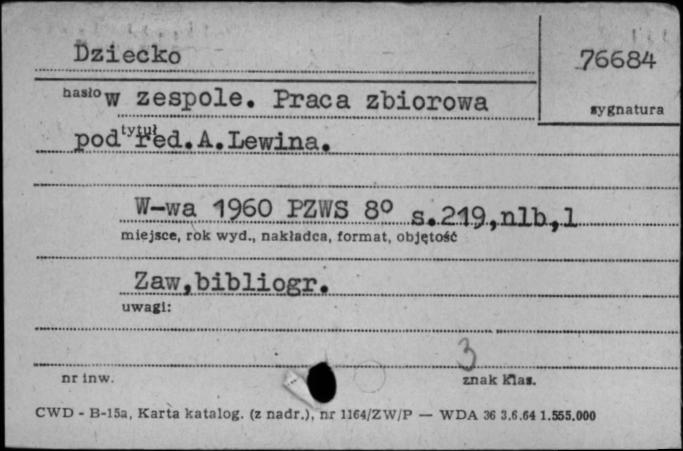 Dziecko
76684
hasło w zespole. Praca zbiorowa
sygnatura
tytuł
pod red.A.Lewina.
W-wa 1960 PZWS 8º s.219,nlb,1
miejsce, rok wyd., nakładca, format, objętość
Zaw,bibliogr.
uwagi:
3
nr inw.
znak klas.
CWD - B-15a, Karta katalog. (z nadr.), nr 1164/ZW/P — WDA 36 3.6.64 1.555.000